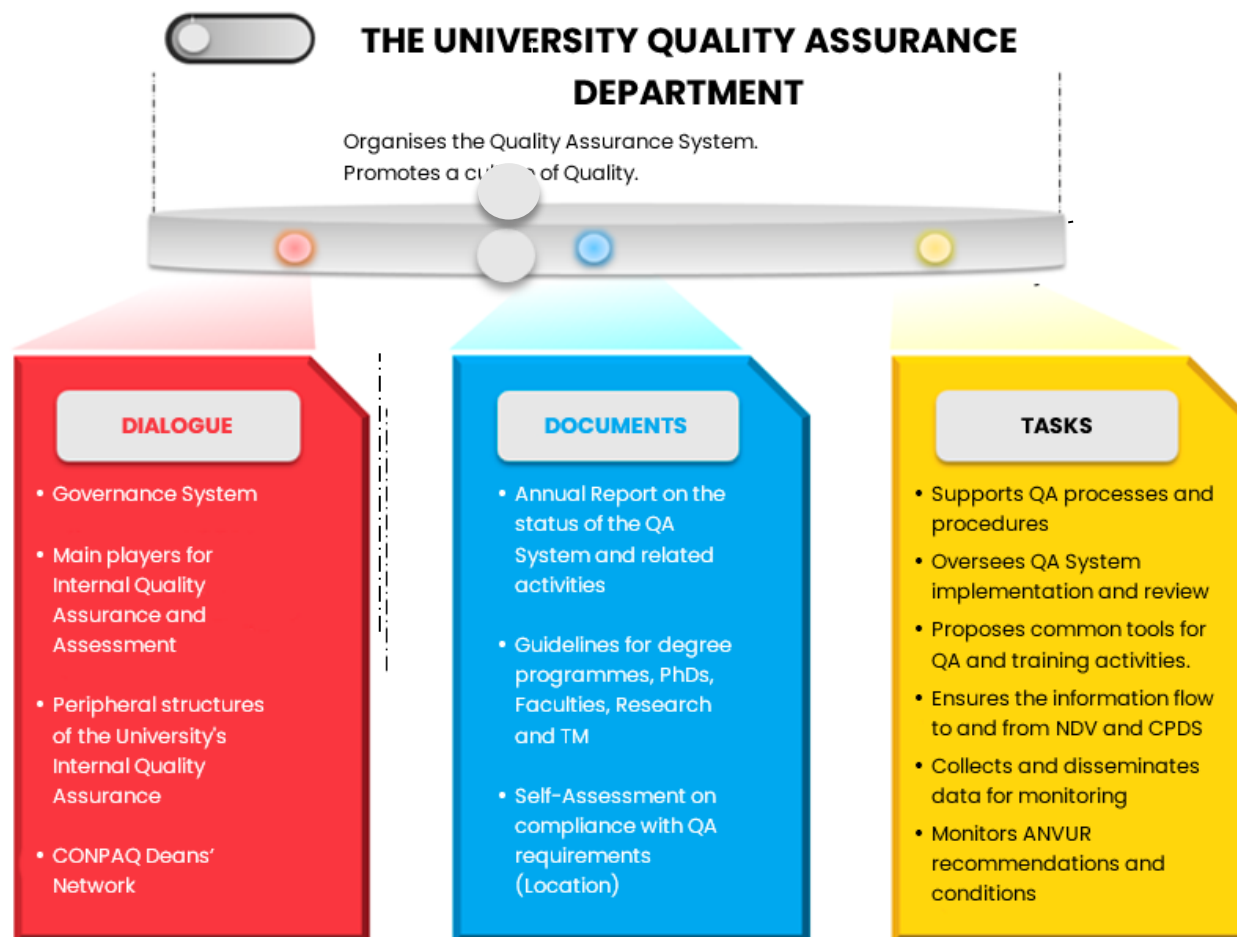 THE UNIVERSITY QUALITY ASSURANCE
DEPARTMENT
Organises the Quality Assurance System.
Promotes a of Quality.
DIALOGUE
• Governance System
• Main players for
Internal Quality
Assurance and
Assessment
• Peripheral structures
of the University's
Internal Quality
Assurance
• CONPAQ Deans'
Network
DOCUMENTS
• Annual Report on the
status of the QA
System and related
activities
• Guidelines for degree
programmes, PhDs,
Faculties, Research
and TM
• Self-Assessment on
compliance with QA
requirements
(Location)
TASKS
• Supports QA processes and
procedures
• Oversees QA System
implementation and review
• Proposes common tools for
QA and training activities.
• Ensures the information flow
to and from NDV and CPDS
• Collects and disseminates
data for monitoring
• Monitors ANVUR
recommendations and
conditions